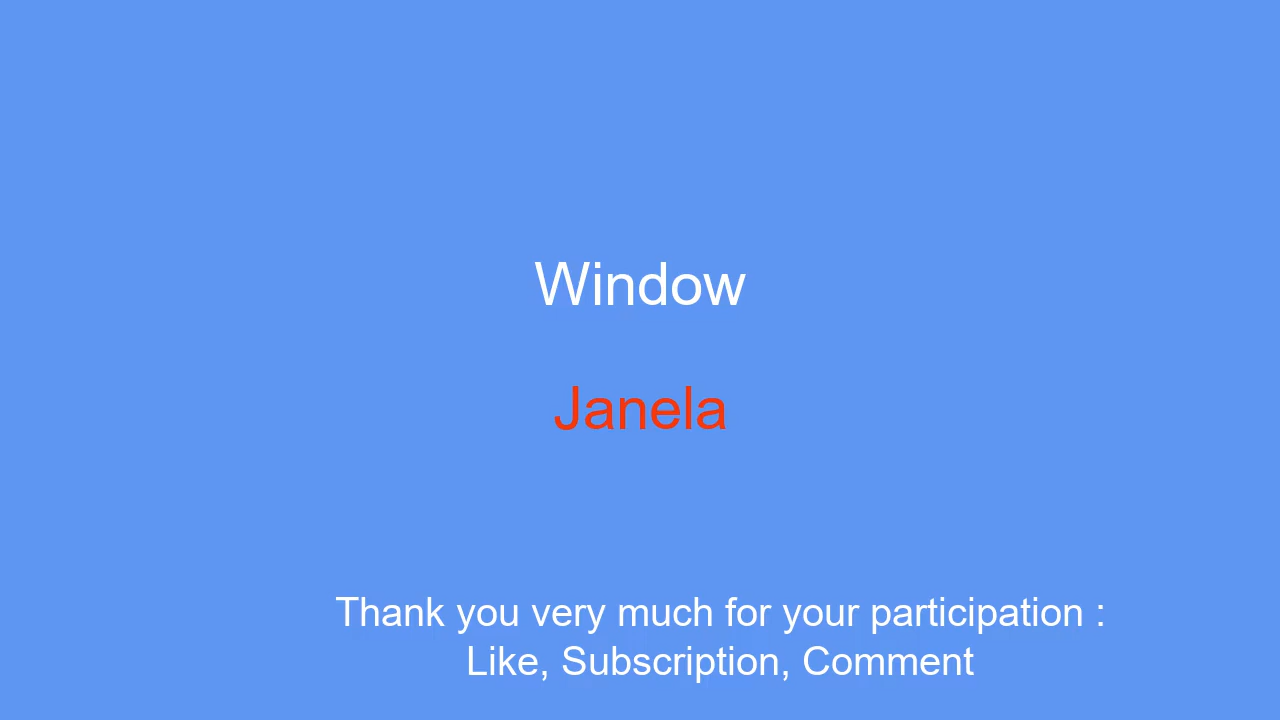 Window
Janela
Thank you very much for your participation :
Like, Subscription, Comment